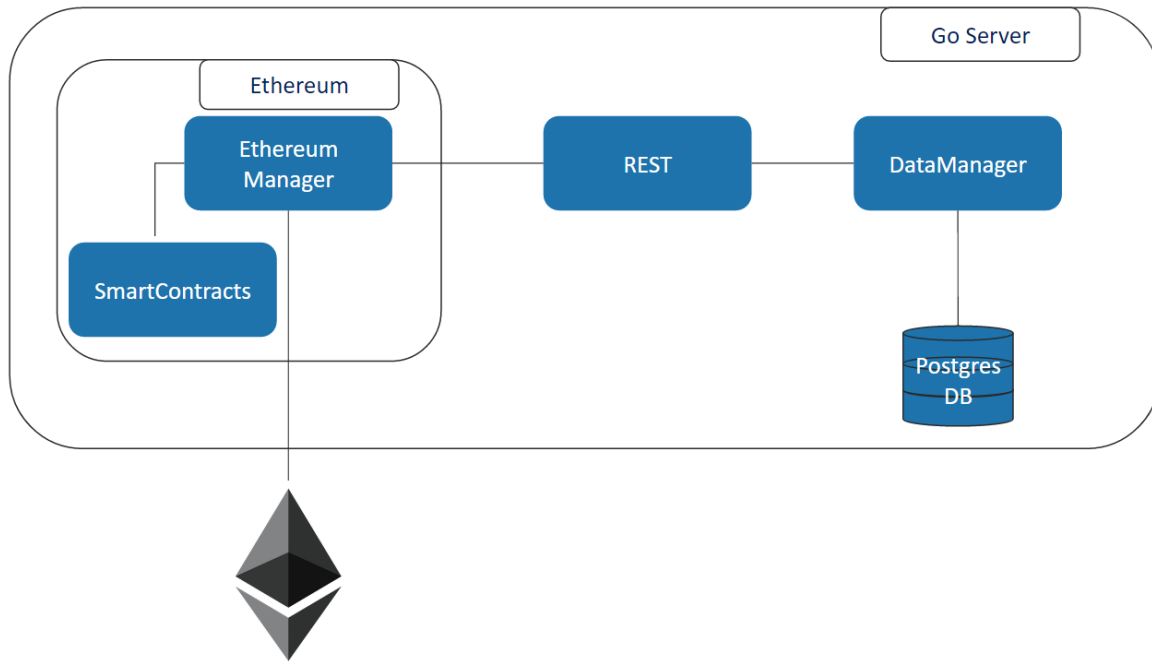 Go Server
Ethereum
Ethereum
Manager
REST
DataManager
SmartContracts
Postgres
DB